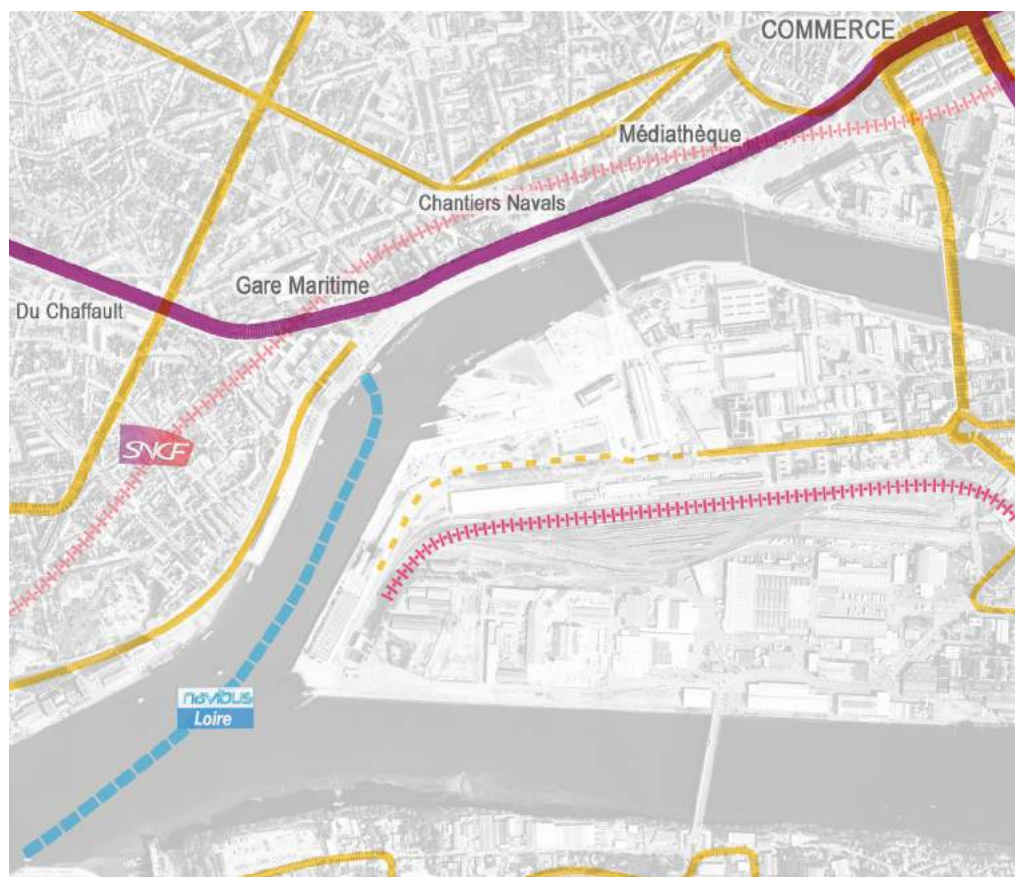 COMMERCE
Médiathèque
Chantiers Navals
Gare Maritime
Du Chaffault
SNCF
navibus
Loire